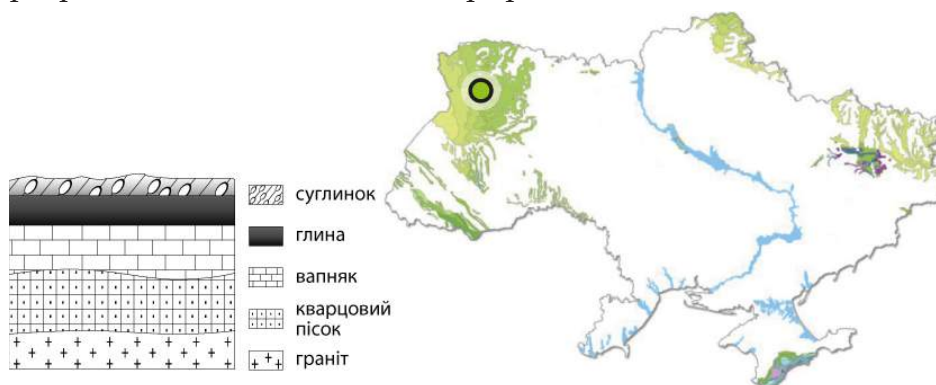 суглинок
глина
вапняк
кварцовий
пісок
граніт